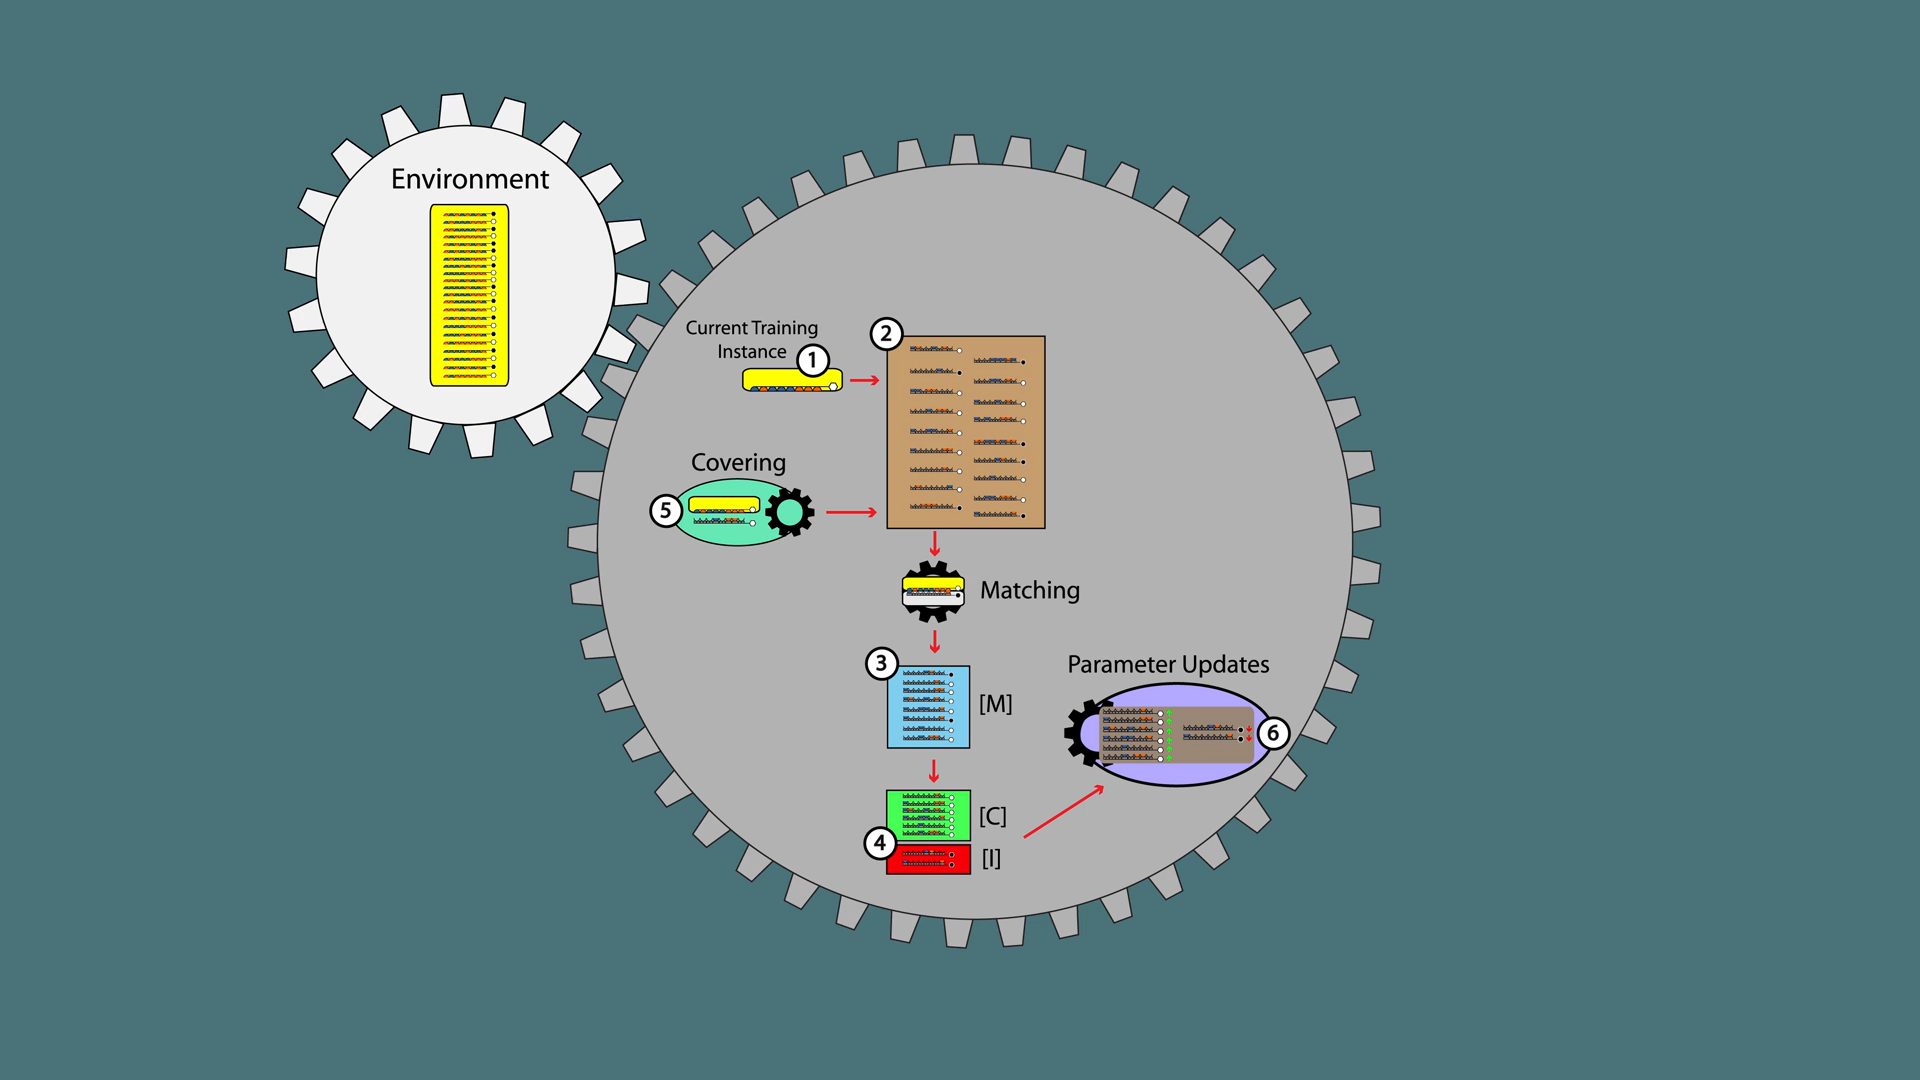 Environment
Current Training
Instance
1
2
Covering
5
Matching
3
[M]
Parameter Updates
6
[C]
4
[I]